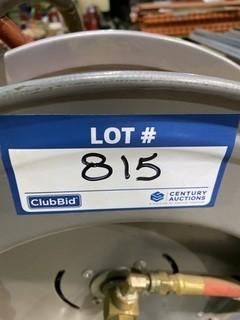 LOT #
815
ClubBid
CENTURY
AUCTIONS